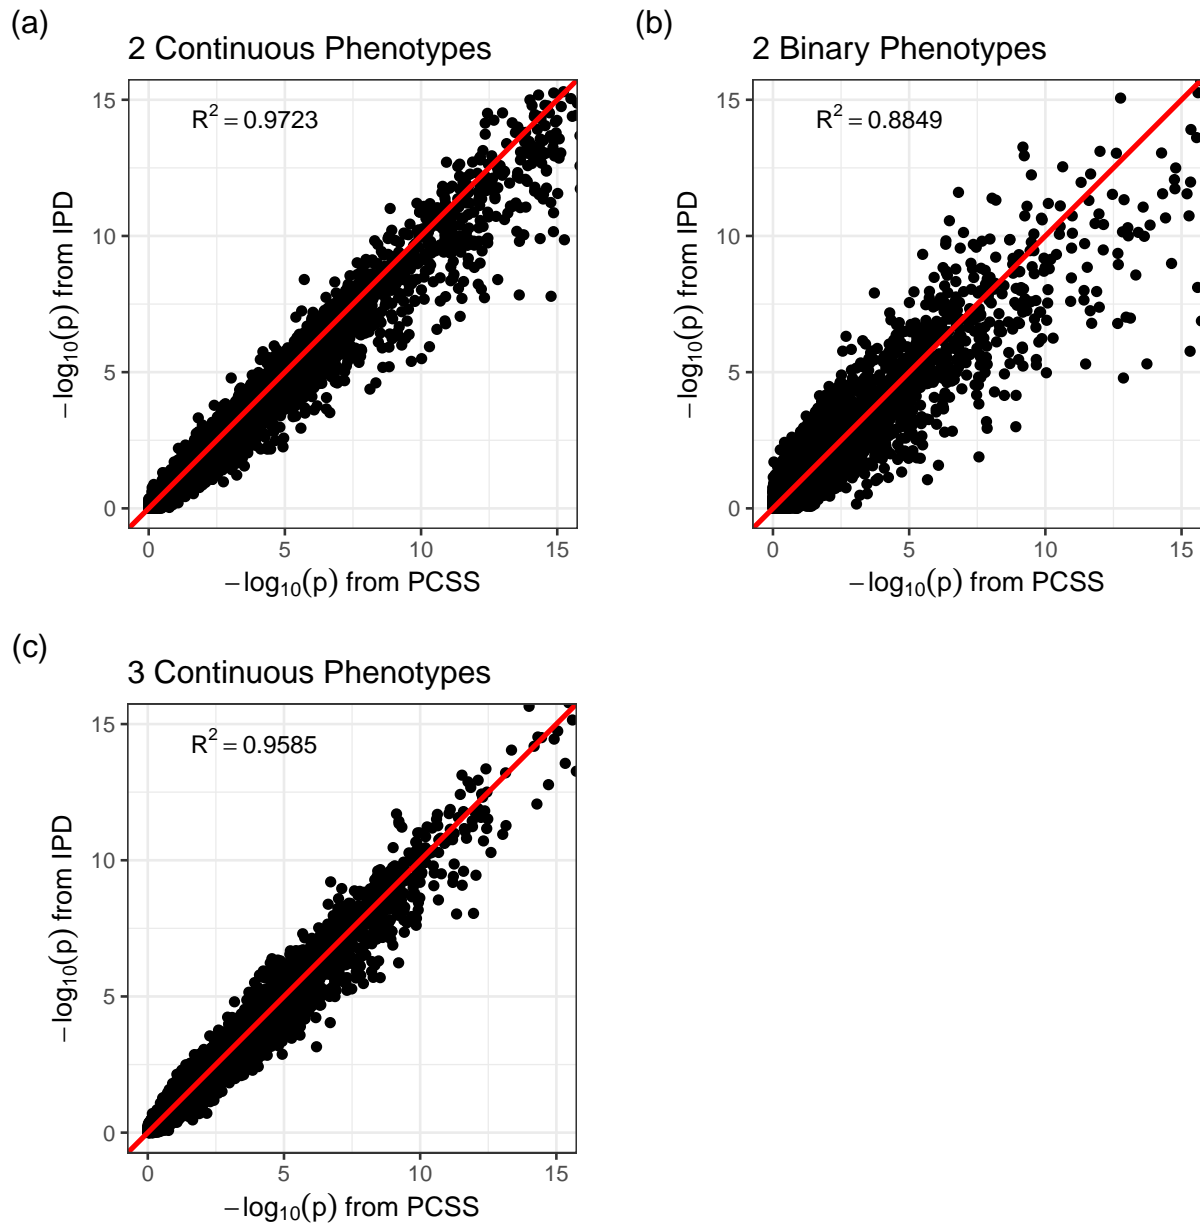 (a)
2 Continuous Phenotypes
R² = 0.9723
15
10
5
0
−log₁₀(p) from IPD
0 5 10 15
−log₁₀(p) from PCSS
(b)
2 Binary Phenotypes
R² = 0.8849
15
10
5
0
−log₁₀(p) from IPD
0 5 10 15
−log₁₀(p) from PCSS
(c)
3 Continuous Phenotypes
R² = 0.9585
15
10
5
0
−log₁₀(p) from IPD
0 5 10 15
−log₁₀(p) from PCSS